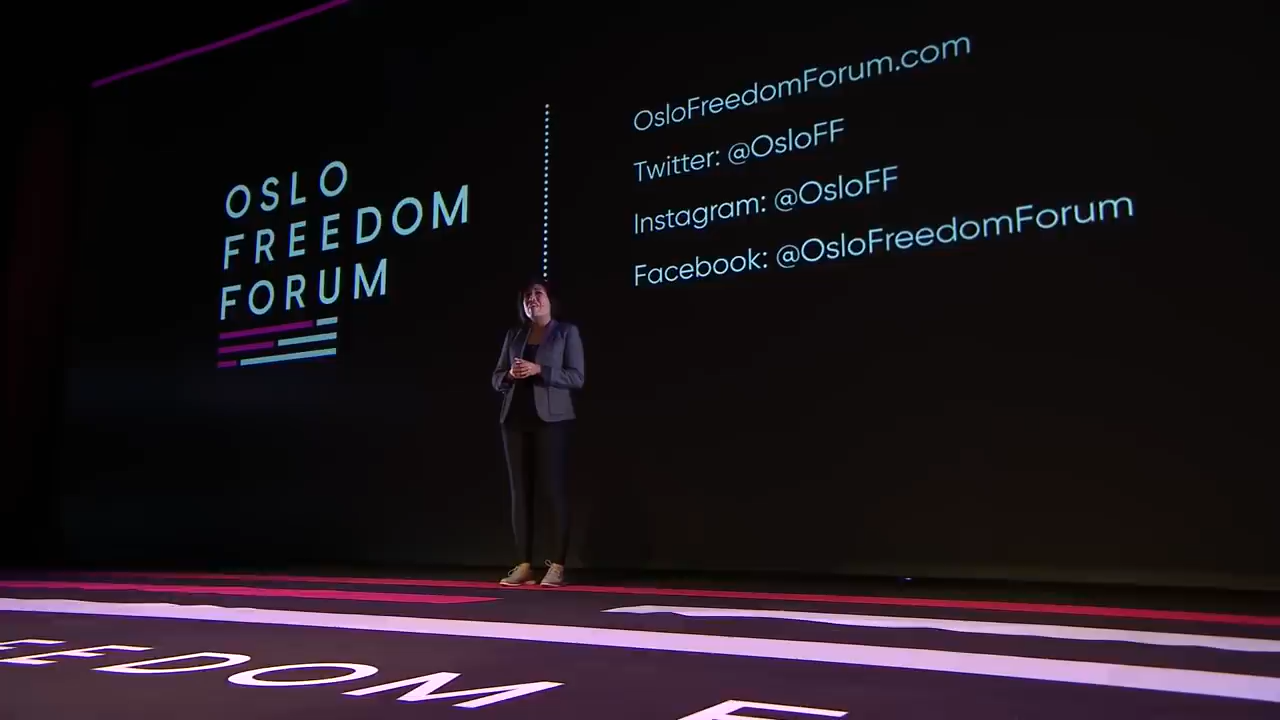 OSLO
FREEDOM
FORUM
OsloFreedomForum.com
Twitter: @OsloFF
Instagram: @OsloFF
Facebook: @OsloFreedomForum
EEDOM F